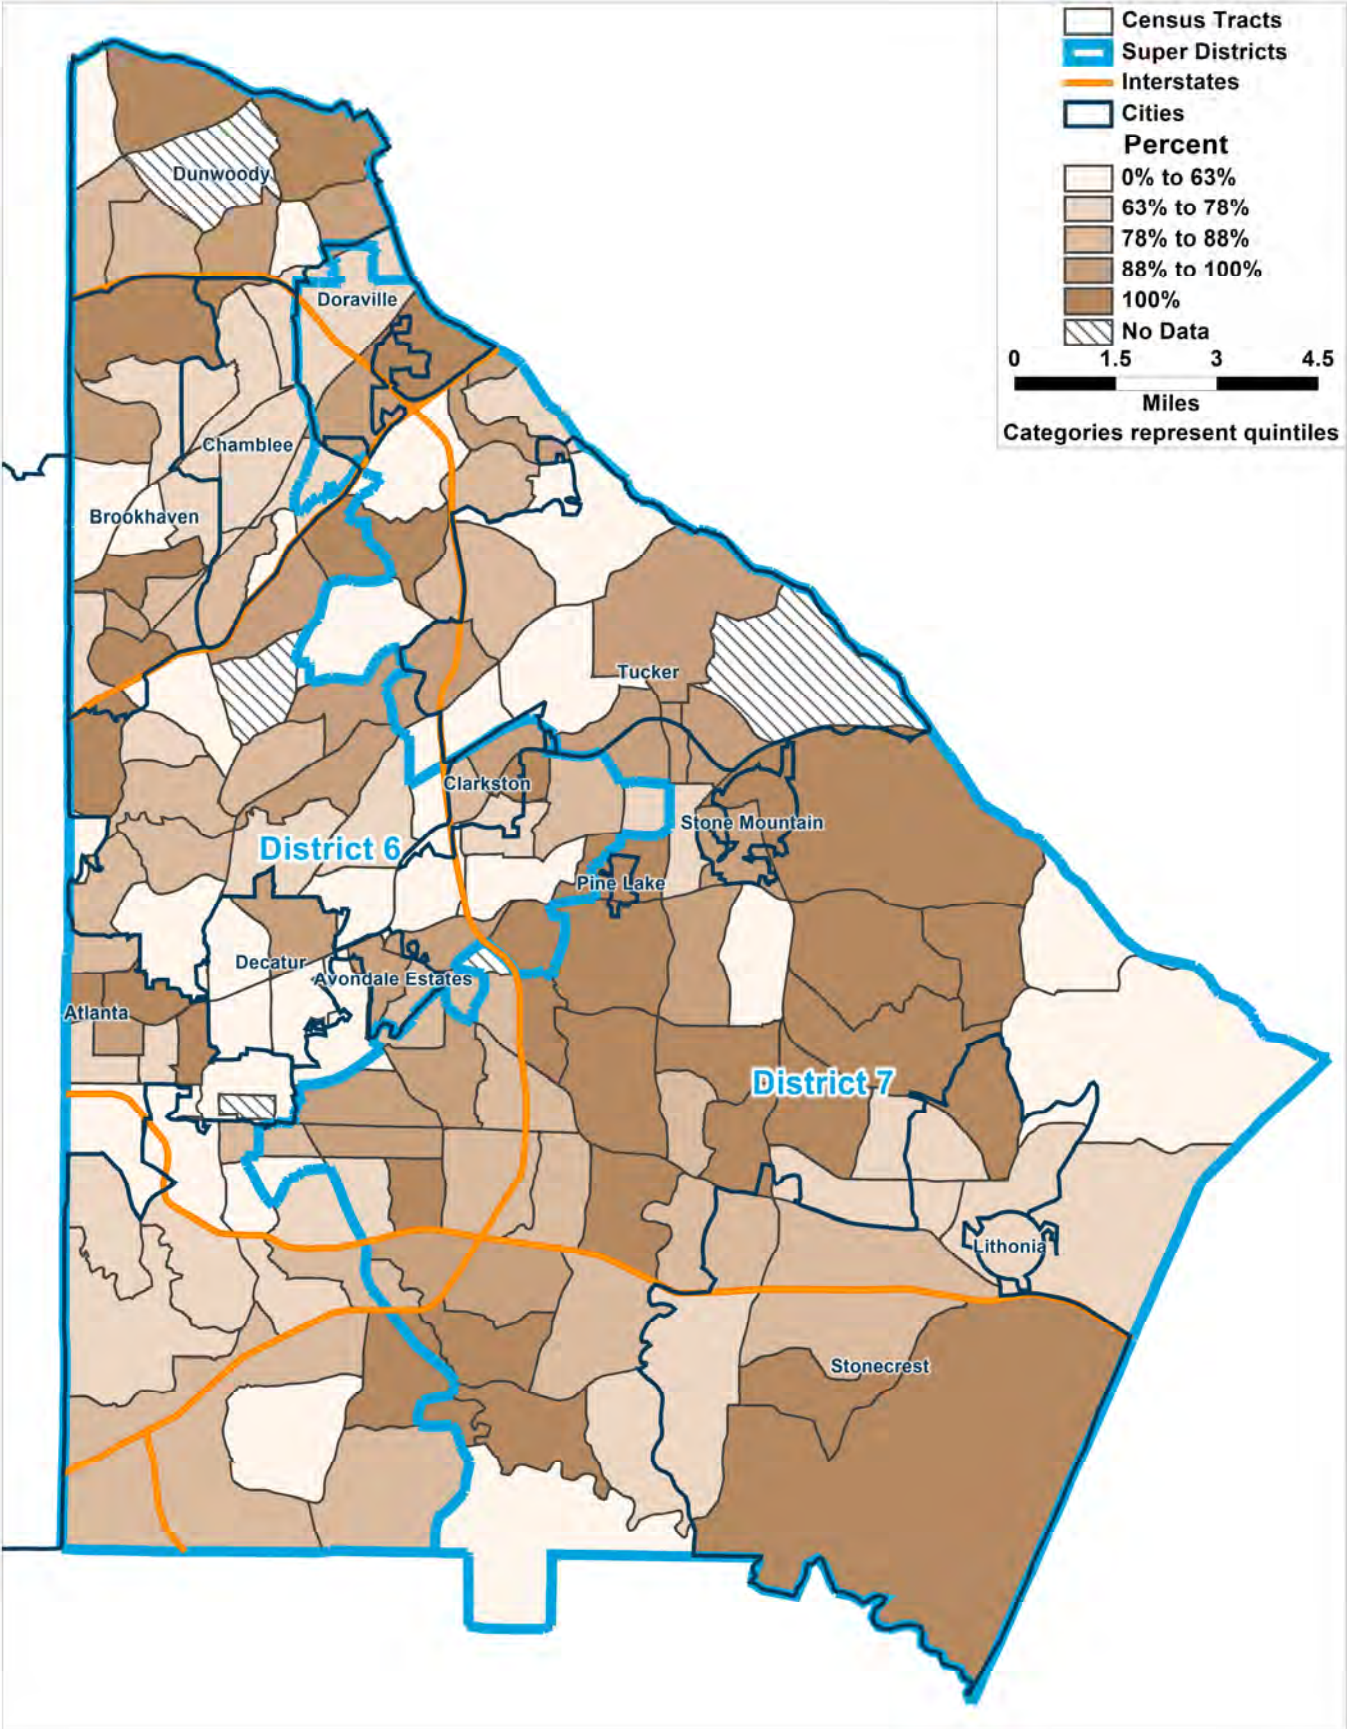 Census Tracts
Super Districts
Interstates
Cities
Percent
0% to 63%
63% to 78%
78% to 88%
88% to 100%
100%
No Data
0 1.5 3 4.5
Miles
Categories represent quintiles
Dunwoody
Doraville
Chamblee
Brookhaven
Tucker
Clarkston
Stone Mountain
District 6
Pine Lake
Decatur
Avondale Estates
Atlanta
District 7
Lithonia
Stonecrest